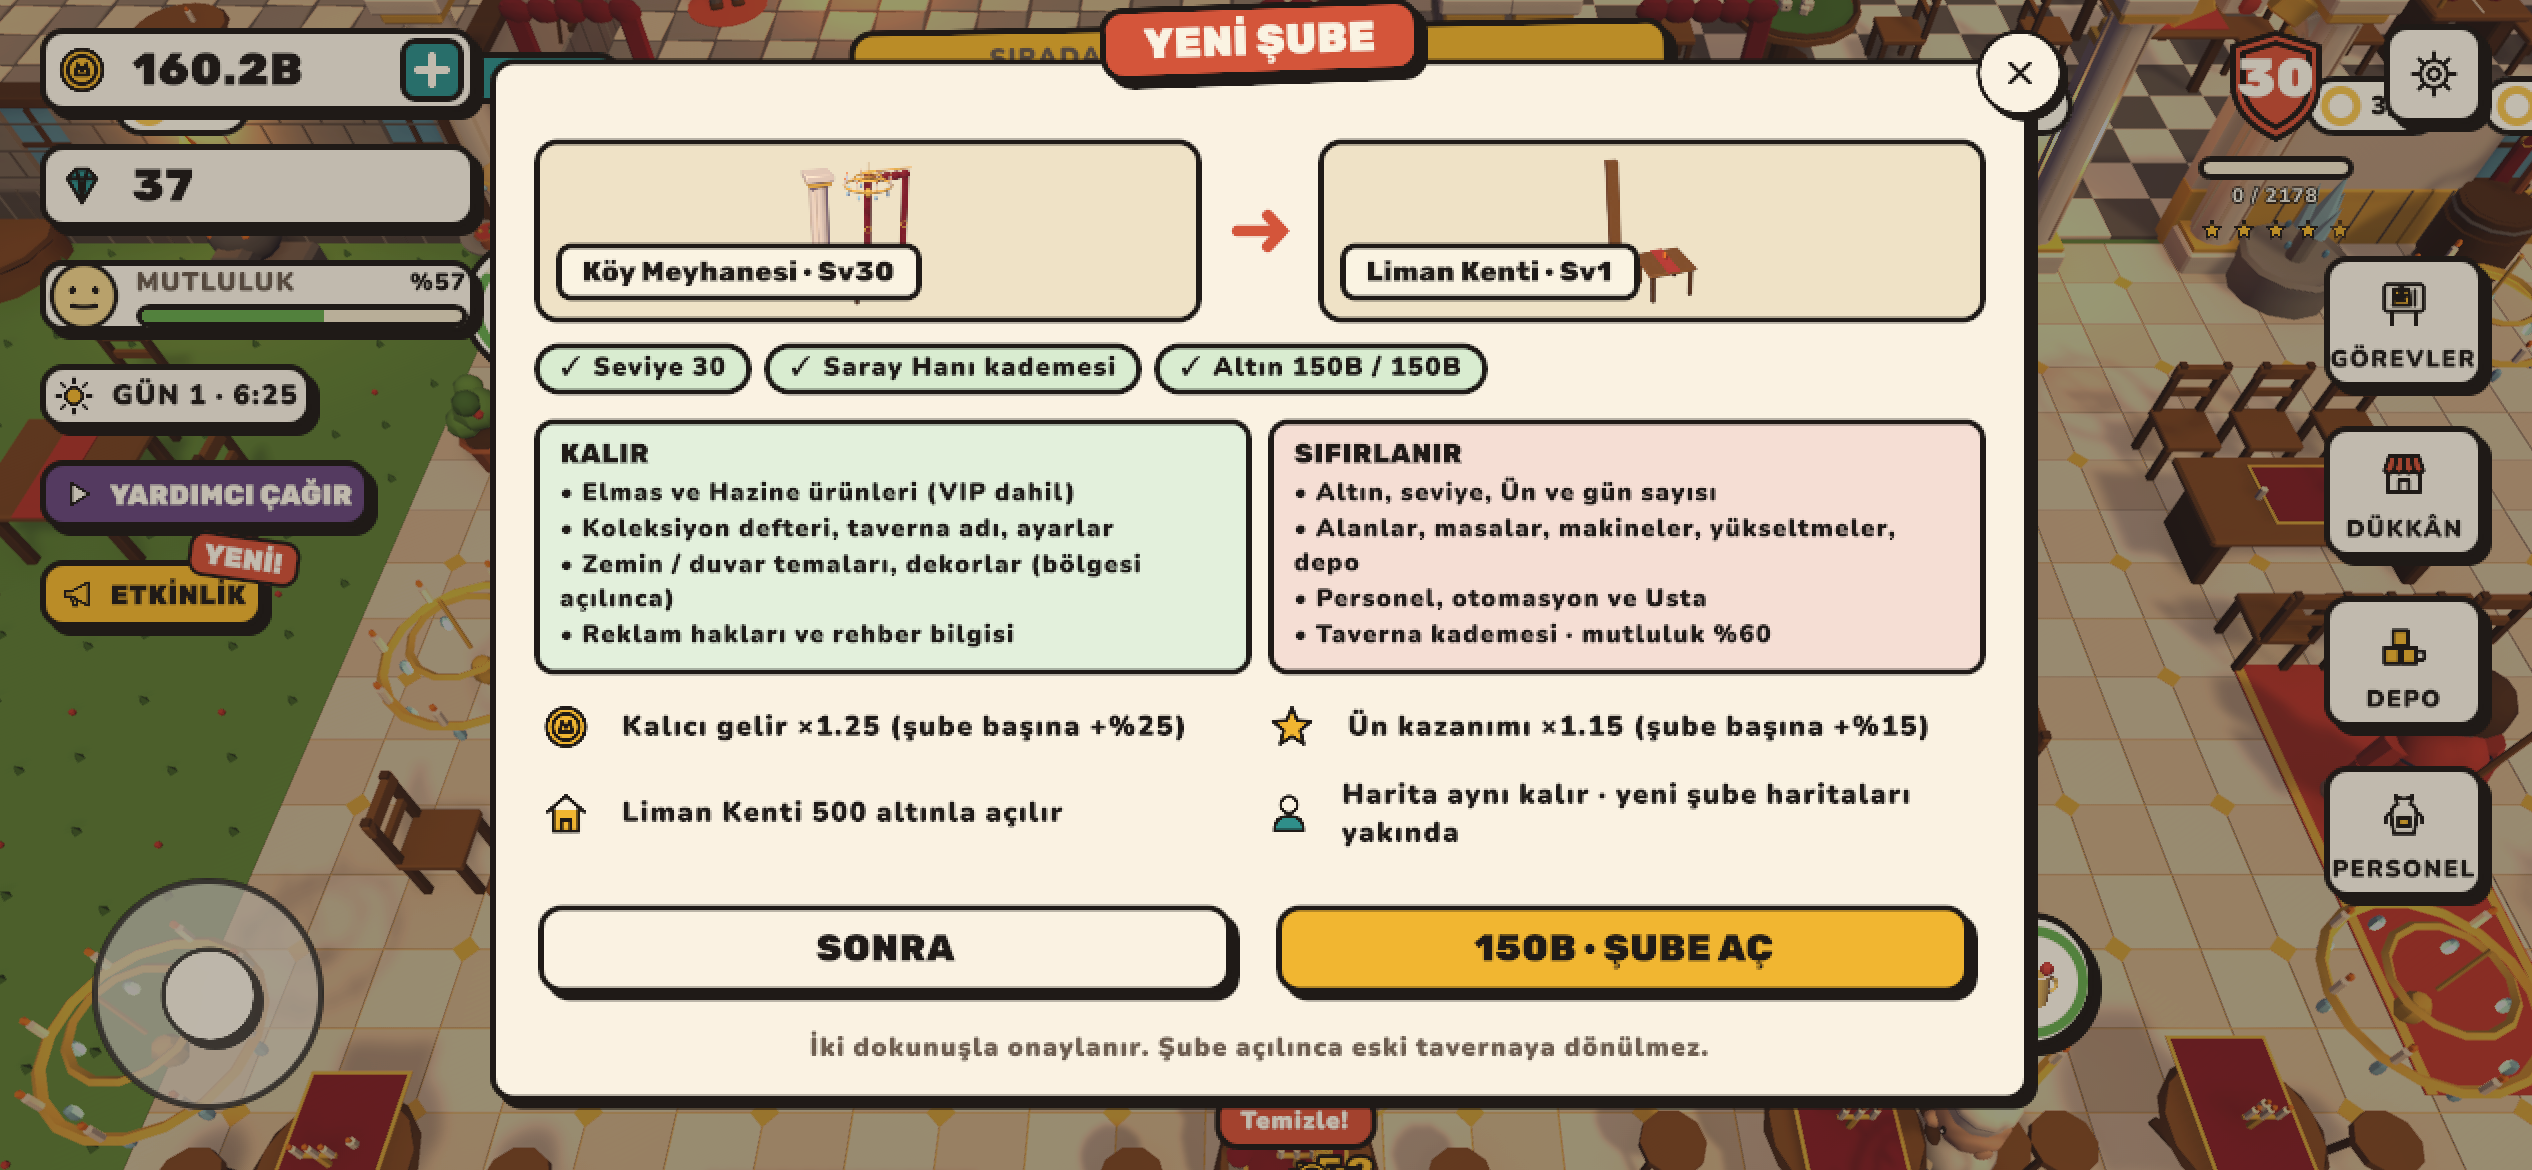 SIRADA
YENİ ŞUBE
160.2B
37
MUTLULUK %57
GÜN 1 · 6:25
YARDIMCI ÇAĞIR
YENİ!
ETKİNLİK
30
0 / 2178
GÖREVLER
DÜKKÂN
DEPO
PERSONEL
Köy Meyhanesi · Sv30
Liman Kenti · Sv1
✓ Seviye 30
✓ Saray Hanı kademesi
✓ Altın 150B / 150B
KALIR
• Elmas ve Hazine ürünleri (VIP dahil)
• Koleksiyon defteri, taverna adı, ayarlar
• Zemin / duvar temaları, dekorlar (bölgesi
açılınca)
• Reklam hakları ve rehber bilgisi
SIFIRLANIR
• Altın, seviye, Ün ve gün sayısı
• Alanlar, masalar, makineler, yükseltmeler,
depo
• Personel, otomasyon ve Usta
• Taverna kademesi · mutluluk %60
Kalıcı gelir ×1.25 (şube başına +%25)
Ün kazanımı ×1.15 (şube başına +%15)
Liman Kenti 500 altınla açılır
Harita aynı kalır · yeni şube haritaları
yakında
SONRA
150B · ŞUBE AÇ
İki dokunuşla onaylanır. Şube açılınca eski tavernaya dönülmez.
Temizle!